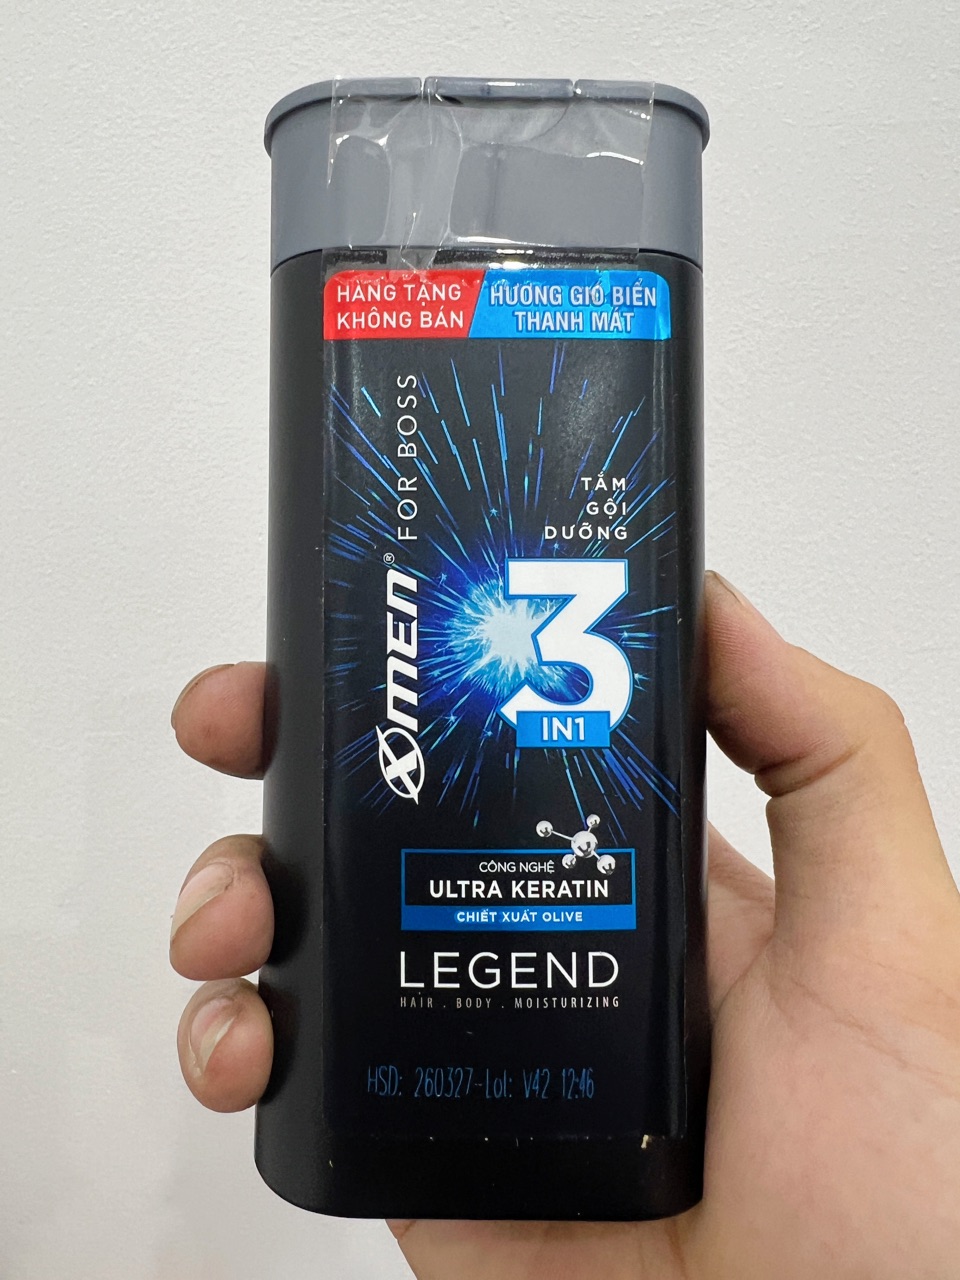 HÀNG TẶNG
KHÔNG BÁN
HƯƠNG GIÓ BIỂN
THANH MÁT
XMEN® FOR BOSS
TẮM
GỘI
DƯỠNG
3
IN1
CÔNG NGHỆ
ULTRA KERATIN
CHIẾT XUẤT OLIVE
LEGEND
HAIR . BODY . MOISTURIZING
HSD: 260327-Lot: V42 12:46